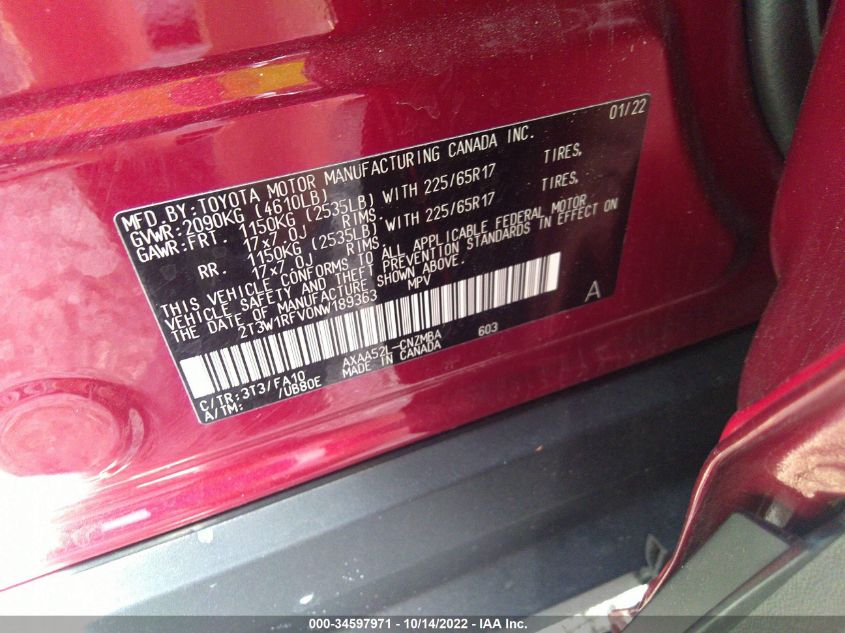 01/22
MFD.BY:TOYOTA MOTOR MANUFACTURING CANADA INC.
GVWR:2090KG (4610LB)
GAWR:FRT. 1150KG (2535LB) WITH 225/65R17 TIRES,
17x7.0J RIMS.
RR. 1150KG (2535LB) WITH 225/65R17 TIRES,
17x7.0J RIMS.
THIS VEHICLE CONFORMS TO ALL APPLICABLE FEDERAL MOTOR
VEHICLE SAFETY AND THEFT PREVENTION STANDARDS IN EFFECT ON
THE DATE OF MANUFACTURE SHOWN ABOVE.
2T3W1RFV0NW189363 MPV
A
C/TR:3T3/FA10 AXAA52L-CNZMBA 603
A/TM: /UB80E MADE IN CANADA
000-34597971 - 10/14/2022 - IAA Inc.